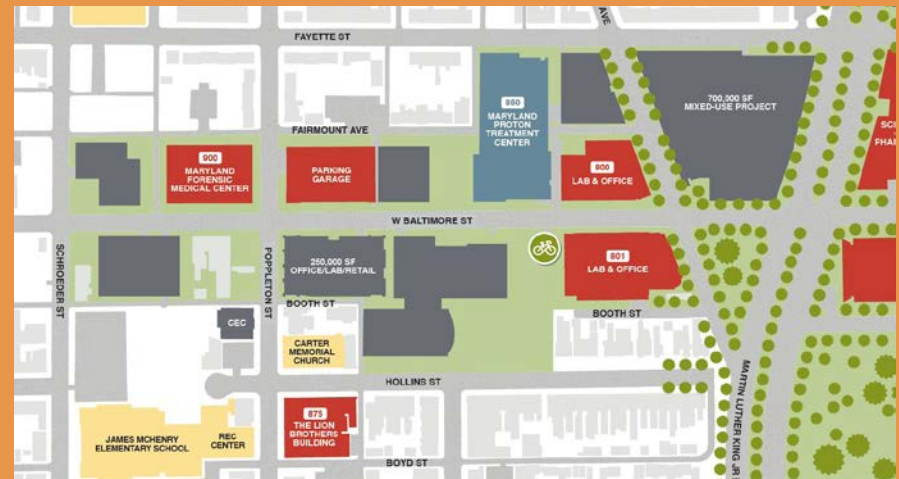 AVE
FAYETTE ST
700,000 SF
MIXED-USE PROJECT
860
MARYLAND
PROTON
TREATMENT
CENTER
FAIRMOUNT AVE
900
MARYLAND
FORENSIC
MEDICAL CENTER
PARKING
GARAGE
800
LAB & OFFICE
W BALTIMORE ST
SCHROEDER ST
POPPLETON ST
250,000 SF
OFFICE/LAB/RETAIL
801
LAB & OFFICE
BOOTH ST
BOOTH ST
CEC
CARTER
MEMORIAL
CHURCH
HOLLINS ST
MARTIN LUTHER KING JR
875
THE LION
BROTHERS
BUILDING
JAMES MCHENRY
ELEMENTARY SCHOOL
REC
CENTER
BOYD ST